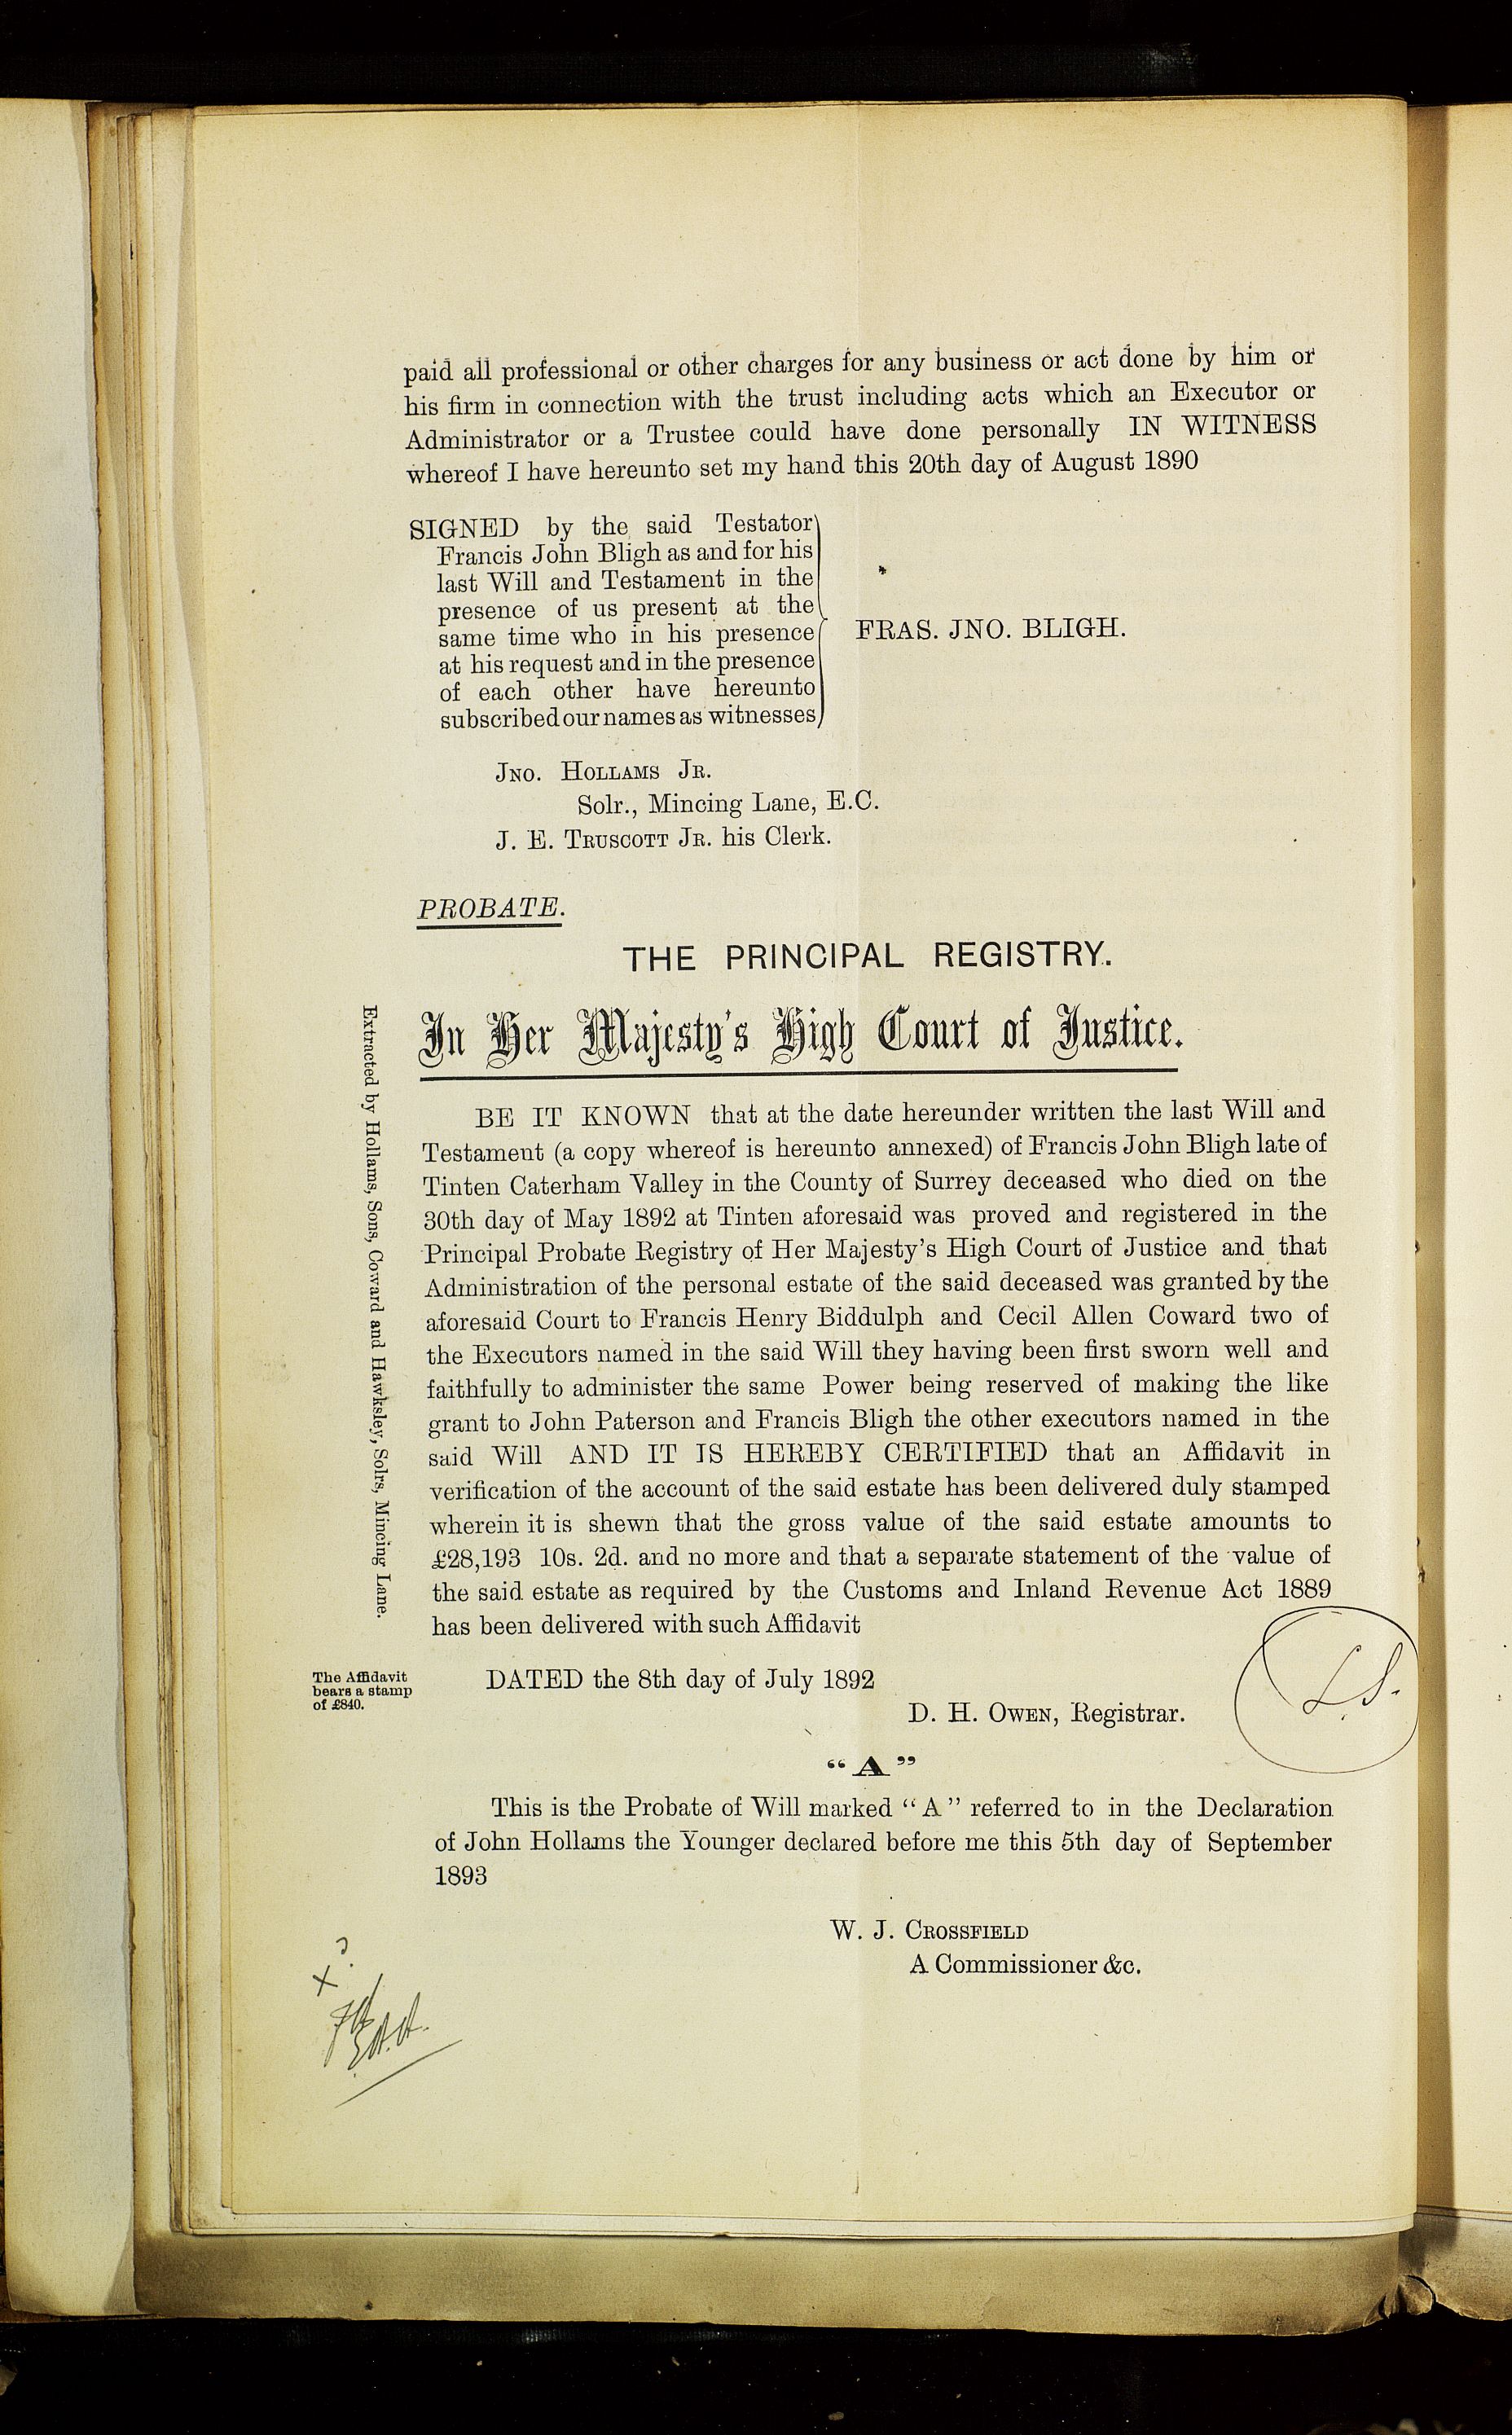 paid all professional or other charges for any business or act done by him or
his firm in connection with the trust including acts which an Executor or
Administrator or a Trustee could have done personally IN WITNESS
whereof I have hereunto set my hand this 20th day of August 1890
SIGNED by the said Testator
Francis John Bligh as and for his
last Will and Testament in the
presence of us present at the
same time who in his presence
at his request and in the presence
of each other have hereunto
subscribed our names as witnesses
FRAS. JNO. BLIGH.
JNO. HOLLAMS JR.
Solr., Mincing Lane, E.C.
J. E. TRUSCOTT JR. his Clerk.
PROBATE.
THE PRINCIPAL REGISTRY.
In Her Majesty's High Court of Justice.
Extracted by Hollams, Sons, Coward and Hawksley, Solrs, Mincing Lane.
BE IT KNOWN that at the date hereunder written the last Will and
Testament (a copy whereof is hereunto annexed) of Francis John Bligh late of
Tinten Caterham Valley in the County of Surrey deceased who died on the
30th day of May 1892 at Tinten aforesaid was proved and registered in the
Principal Probate Registry of Her Majesty's High Court of Justice and that
Administration of the personal estate of the said deceased was granted by the
aforesaid Court to Francis Henry Biddulph and Cecil Allen Coward two of
the Executors named in the said Will they having been first sworn well and
faithfully to administer the same Power being reserved of making the like
grant to John Paterson and Francis Bligh the other executors named in the
said Will AND IT IS HEREBY CERTIFIED that an Affidavit in
verification of the account of the said estate has been delivered duly stamped
wherein it is shewn that the gross value of the said estate amounts to
£28,193 10s. 2d. and no more and that a separate statement of the value of
the said estate as required by the Customs and Inland Revenue Act 1889
has been delivered with such Affidavit
The Affidavit
bears a stamp
of £840.
DATED the 8th day of July 1892
L.S.
D. H. OWEN, Registrar.
"A"
This is the Probate of Will marked "A" referred to in the Declaration
of John Hollams the Younger declared before me this 5th day of September
1893
W. J. CROSSFIELD
A Commissioner &c.